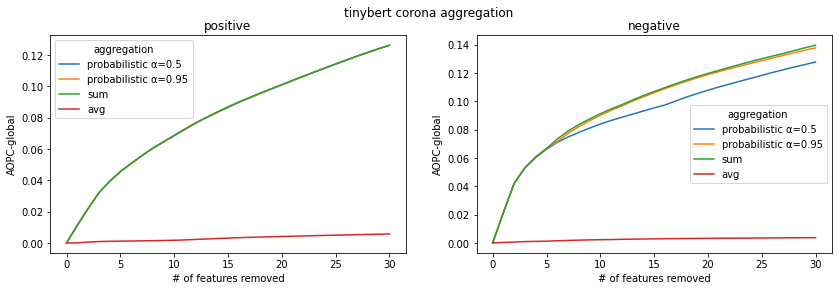 tinybert corona aggregation
positive
AOPC-global
0.12
0.10
0.08
0.06
0.04
0.02
0.00
aggregation
probabilistic α=0.5
probabilistic α=0.95
sum
avg
0 5 10 15 20 25 30
# of features removed
negative
AOPC-global
0.14
0.12
0.10
0.08
0.06
0.04
0.02
0.00
aggregation
probabilistic α=0.5
probabilistic α=0.95
sum
avg
0 5 10 15 20 25 30
# of features removed